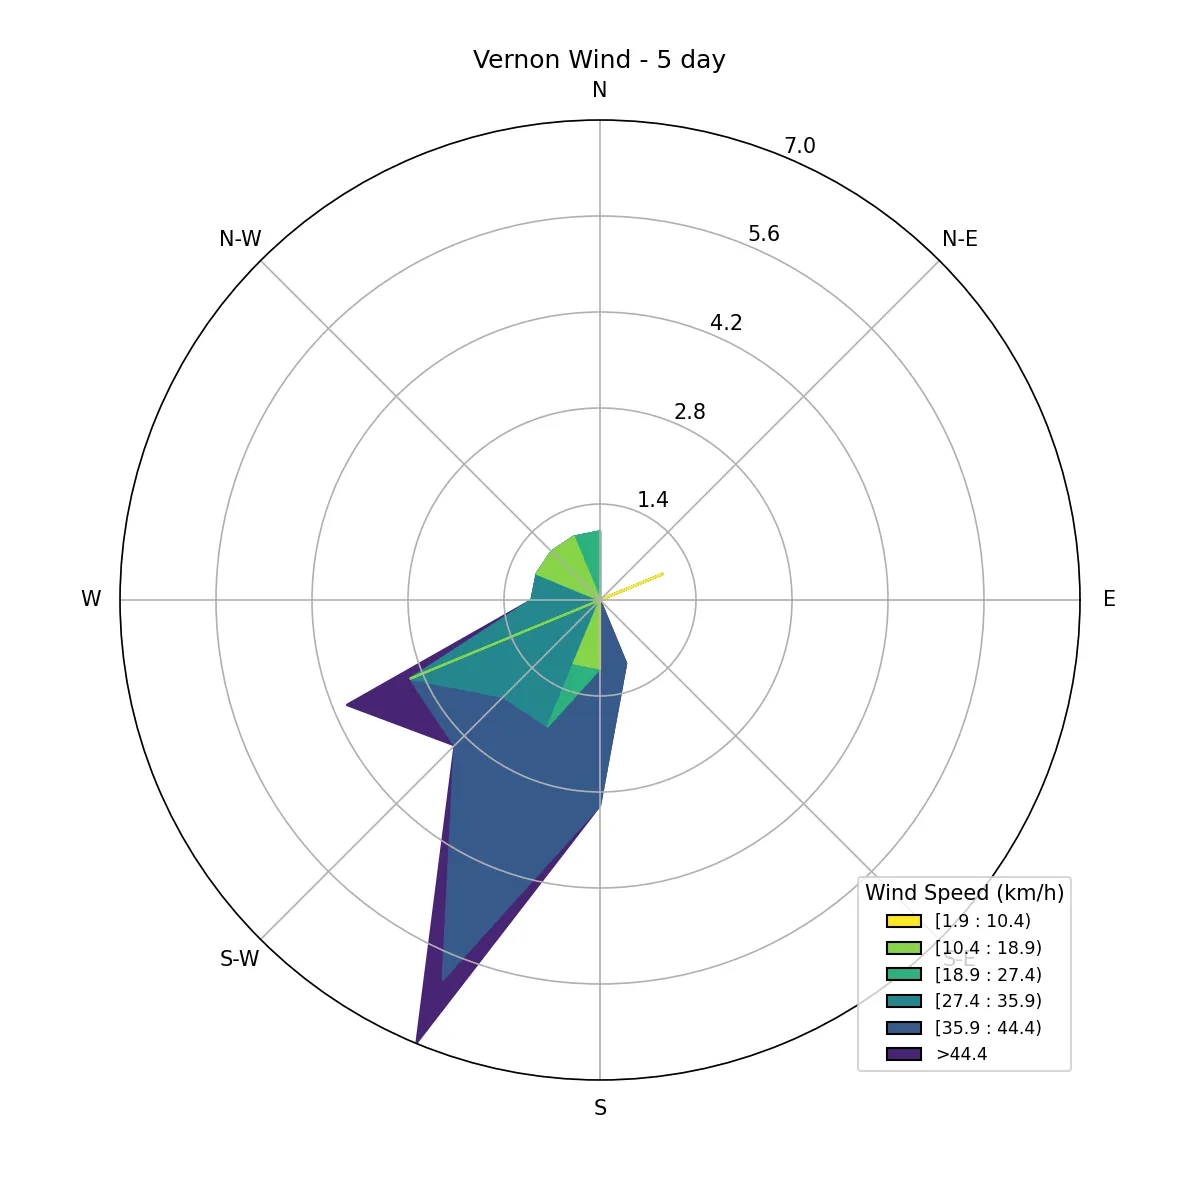 Vernon Wind - 5 day
N
7.0
5.6
N-W
N-E
4.2
2.8
1.4
W
E
S-W
S-E
S
Wind Speed (km/h)
[1.9 : 10.4)
[10.4 : 18.9)
[18.9 : 27.4)
[27.4 : 35.9)
[35.9 : 44.4)
>44.4